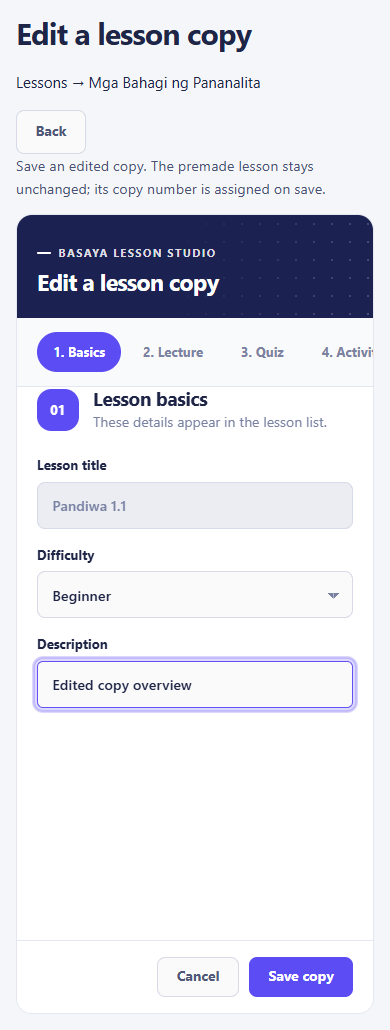 Edit a lesson copy
Lessons → Mga Bahagi ng Pananalita
Back
Save an edited copy. The premade lesson stays
unchanged; its copy number is assigned on save.
BASAYA LESSON STUDIO
Edit a lesson copy
1. Basics 2. Lecture 3. Quiz 4. Activi
01
Lesson basics
These details appear in the lesson list.
Lesson title
Pandiwa 1.1
Difficulty
Beginner
Description
Edited copy overview
Cancel Save copy